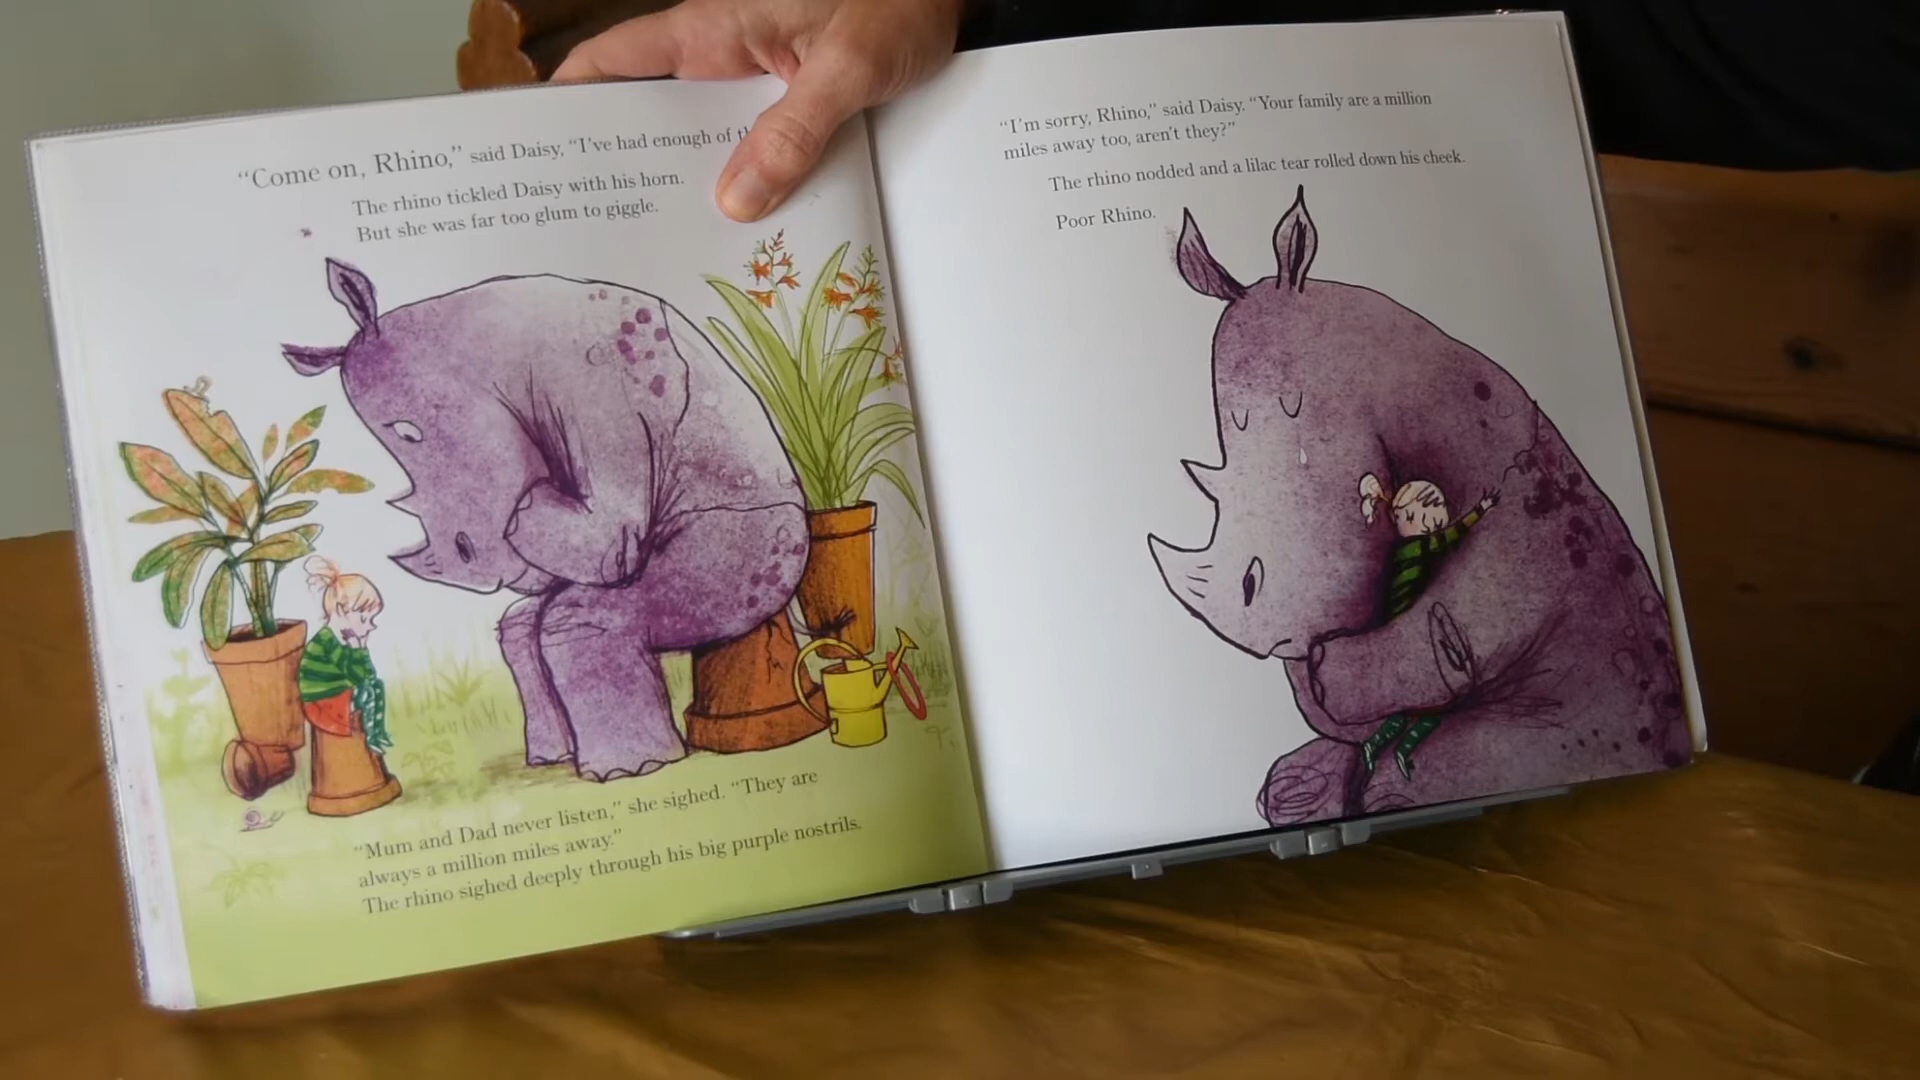 “Come on, Rhino,” said Daisy, “I’ve had enough of
The rhino tickled Daisy with his horn.
But she was far too glum to giggle.
“Mum and Dad never listen,” she sighed. “They are
always a million miles away.”
The rhino sighed deeply through his big purple nostrils.
“I’m sorry, Rhino,” said Daisy. “Your family are a million
miles away too, aren’t they?”
The rhino nodded and a lilac tear rolled down his cheek.
Poor Rhino.